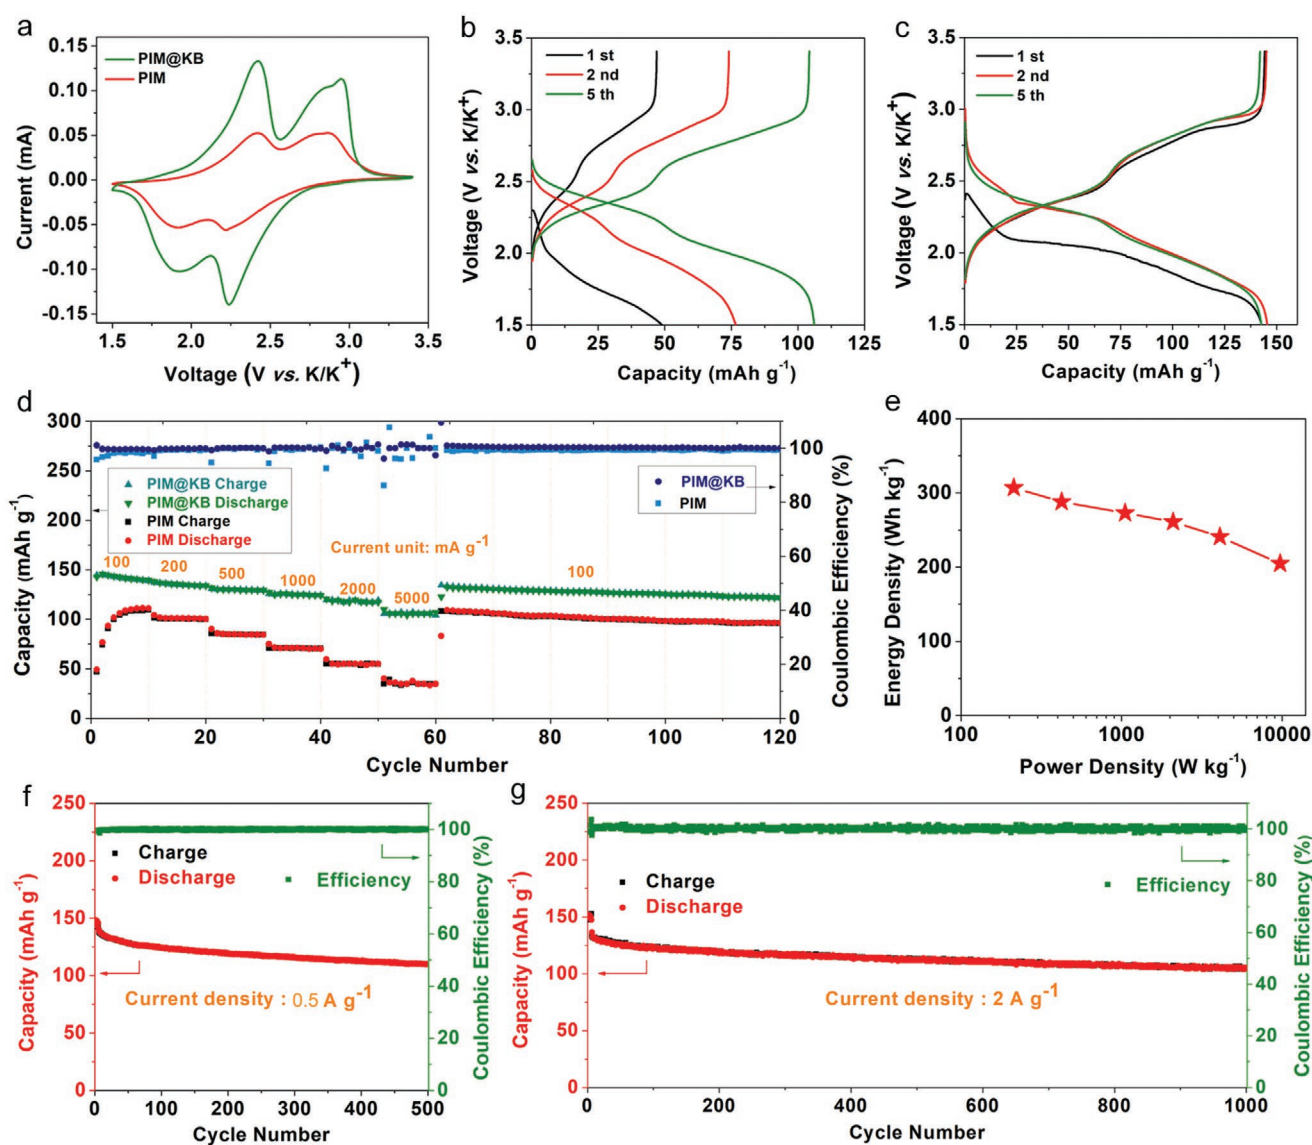 a
PIM@KB
PIM
0.15
0.10
0.05
0.00
-0.05
-0.10
-0.15
Current (mA)
1.5 2.0 2.5 3.0 3.5
Voltage (V vs. K/K+)
b
1 st
2 nd
5 th
3.5
3.0
2.5
2.0
1.5
Voltage (V vs. K/K+)
0 25 50 75 100 125
Capacity (mAh g-1)
c
1 st
2 nd
5 th
3.5
3.0
2.5
2.0
1.5
Voltage (V vs. K/K+)
0 25 50 75 100 125 150
Capacity (mAh g-1)
d
300
275
250
225
200
150
100
50
0
Capacity (mAh g-1)
PIM@KB Charge
PIM@KB Discharge
PIM Charge
PIM Discharge
PIM@KB
PIM
Current unit: mA g-1
100 200 500 1000 2000 5000 100
100
80
60
40
20
0
Coulombic Efficiency (%)
0 20 40 60 80 100 120
Cycle Number
e
400
300
200
100
0
Energy Density (Wh kg-1)
100 1000 10000
Power Density (W kg-1)
f
250
200
150
100
50
0
Capacity (mAh g-1)
Charge
Discharge
Efficiency
Current density : 0.5 A g-1
100
80
60
40
20
0
Coulombic Efficiency (%)
0 100 200 300 400 500
Cycle Number
g
250
200
150
100
50
0
Capacity (mAh g-1)
Charge
Discharge
Efficiency
Current density : 2 A g-1
100
80
60
40
20
0
Coulombic Efficiency (%)
0 200 400 600 800 1000
Cycle Number